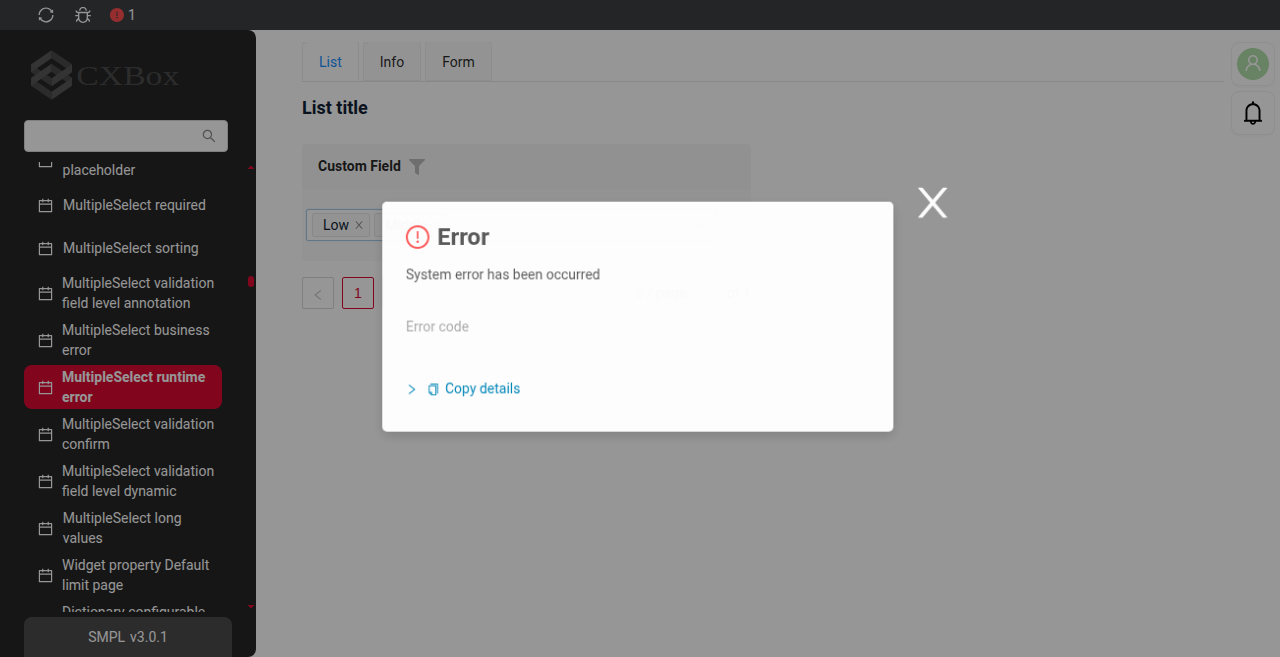 1
CXBox
placeholder
MultipleSelect required
MultipleSelect sorting
MultipleSelect validation
field level annotation
MultipleSelect business
error
MultipleSelect runtime
error
MultipleSelect validation
confirm
MultipleSelect validation
field level dynamic
MultipleSelect long
values
Widget property Default
limit page
Dictionary configurable
SMPL v3.0.1
List
Info
Form
List title
Custom Field
Low
1
Error
System error has been occurred
Error code
Copy details